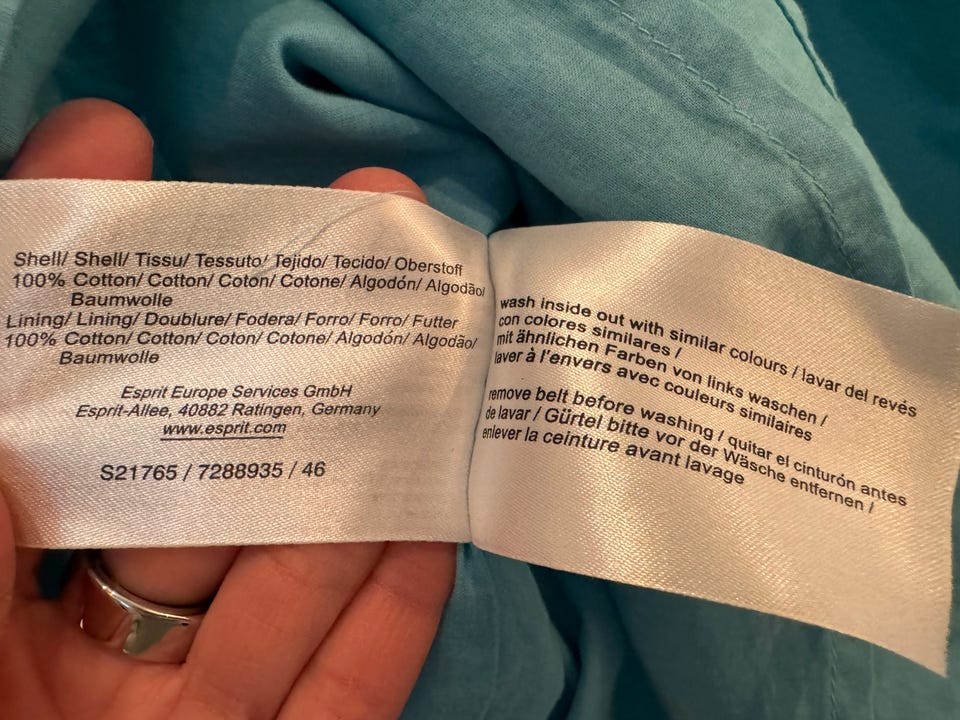 Shell/ Shell/ Tissu/ Tessuto/ Tejido/ Tecido/ Oberstoff
100% Cotton/ Cotton/ Coton/ Cotone/ Algodón/ Algodão/
Baumwolle
Lining/ Lining/ Doublure/ Fodera/ Forro/ Forro/ Futter
100% Cotton/ Cotton/ Coton/ Cotone/ Algodón/ Algodão/
Baumwolle
Esprit Europe Services GmbH
Esprit-Allee, 40882 Ratingen, Germany
www.esprit.com
S21765 / 7288935 / 46
wash inside out with similar colours / lavar del revés
con colores similares /
mit ähnlichen Farben von links waschen /
laver à l'envers avec couleurs similaires
remove belt before washing / quitar el cinturón antes
de lavar / Gürtel bitte vor der Wäsche entfernen /
enlever la ceinture avant lavage